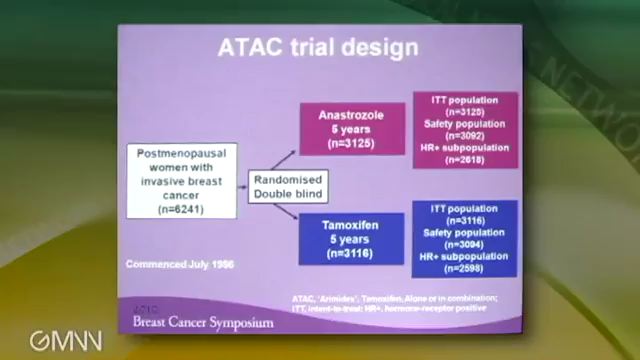 ATAC trial design
Postmenopausal
women with
invasive breast
cancer
(n=6241)
Randomised
Double blind
Anastrozole
5 years
(n=3125)
ITT population
(n=3125)
Safety population
(n=3092)
HR+ subpopulation
(n=2618)
Tamoxifen
5 years
(n=3116)
ITT population
(n=3116)
Safety population
(n=3094)
HR+ subpopulation
(n=2598)
Commenced July 1996
ATAC, 'Arimidex', Tamoxifen, Alone or in combination;
ITT, intent-to-treat; HR+, hormone-receptor positive
2010
Breast Cancer Symposium
GMNN
NETWORK